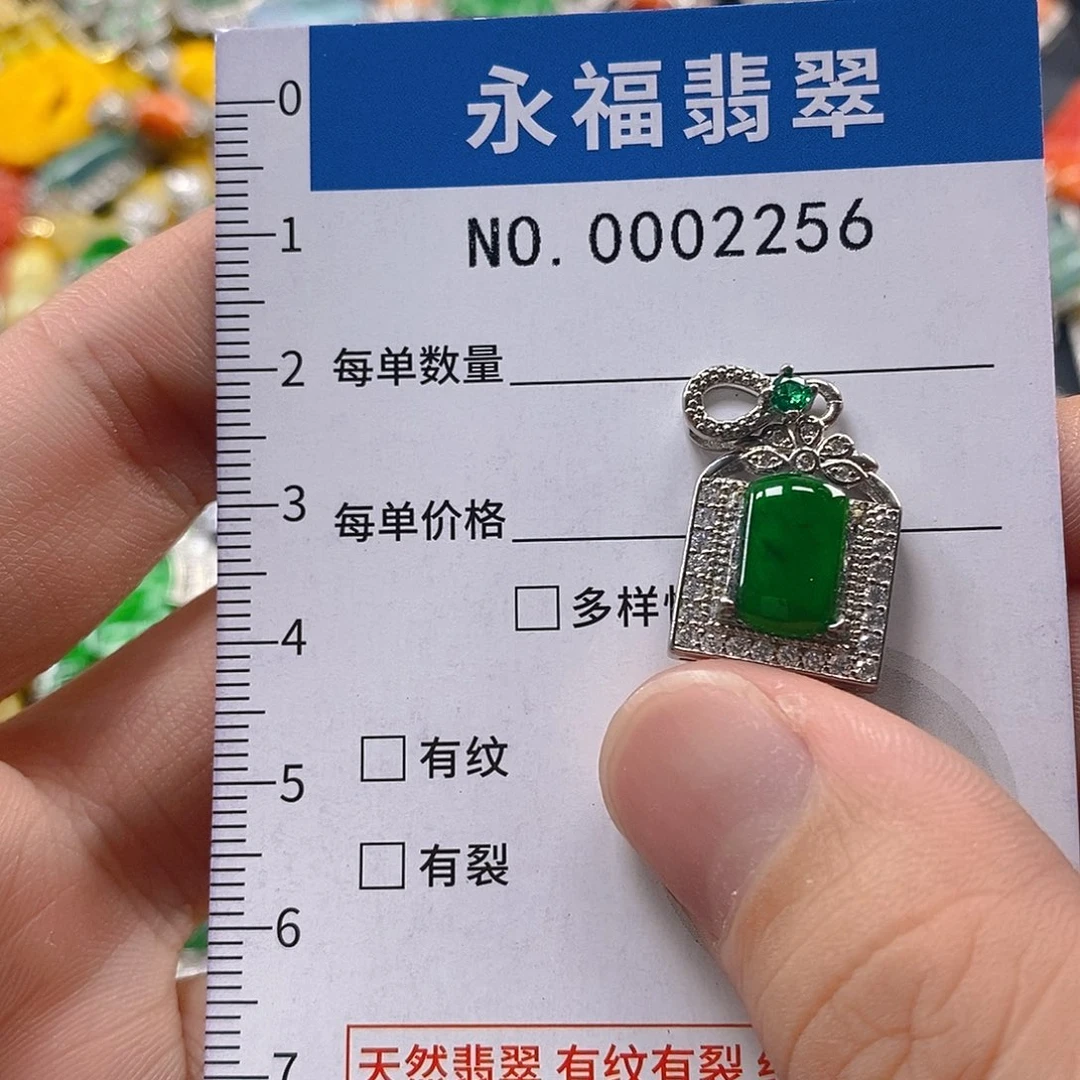 永福翡翠
NO. 0002256
0
1
2
3
4
5
6
7
每单数量
每单价格
□多样
□有纹
□有裂
天然翡翠 有纹有裂